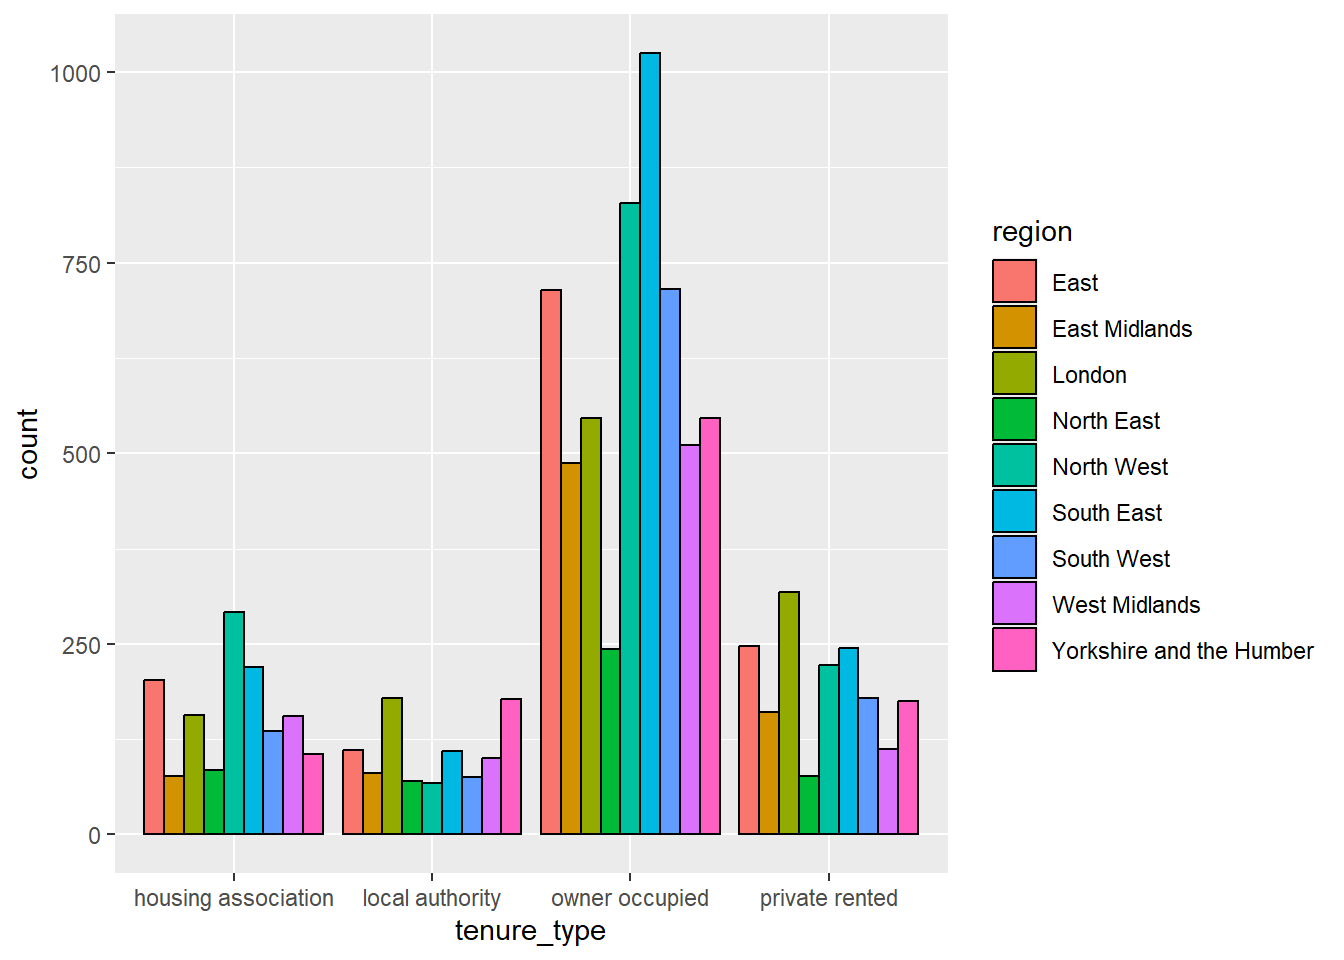 1000
750
500
250
0
count
housing association
local authority
owner occupied
private rented
tenure_type
region
East
East Midlands
London
North East
North West
South East
South West
West Midlands
Yorkshire and the Humber